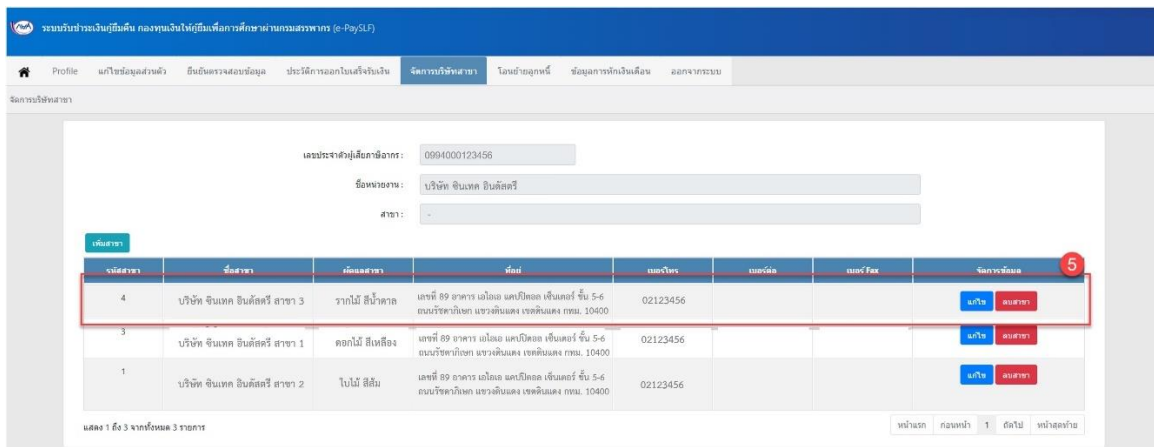 ระบบรับชำระเงินกู้ยืมคืน กองทุนเงินให้กู้ยืมเพื่อการศึกษาผ่านกรมสรรพากร (e-PaySLF)
Profile แก้ไขข้อมูลส่วนตัว ยืนยันตรวจสอบข้อมูล ประวัติการออกใบเสร็จรับเงิน จัดการบริษัทสาขา โอนย้ายลูกหนี้ ข้อมูลการหักเงินเดือน ออกจากระบบ
จัดการบริษัทสาขา
เลขประจำตัวผู้เสียภาษีอากร : 0994000123456
ชื่อหน่วยงาน : บริษัท ซินเทค อินดัสตรี
สาขา : -
เพิ่มสาขา
รหัสสาขา ชื่อสาขา ผู้ดูแลสาขา ที่อยู่ เบอร์โทร เบอร์ต่อ เบอร์ Fax จัดการข้อมูล 5
4 บริษัท ซินเทค อินดัสตรี สาขา 3 รากไม้ สีน้ำตาล เลขที่ 89 อาคาร เอไอเอ แคปปิตอล เซ็นเตอร์ ชั้น 5-6 02123456 แก้ไข ลบสาขา
ถนนรัชดาภิเษก แขวงดินแดง เขตดินแดง กทม. 10400
3 บริษัท ซินเทค อินดัสตรี สาขา 1 ดอกไม้ สีเหลือง เลขที่ 89 อาคาร เอไอเอ แคปปิตอล เซ็นเตอร์ ชั้น 5-6 02123456 แก้ไข ลบสาขา
ถนนรัชดาภิเษก แขวงดินแดง เขตดินแดง กทม. 10400
1 บริษัท ซินเทค อินดัสตรี สาขา 2 ใบไม้ สีส้ม เลขที่ 89 อาคาร เอไอเอ แคปปิตอล เซ็นเตอร์ ชั้น 5-6 02123456 แก้ไข ลบสาขา
ถนนรัชดาภิเษก แขวงดินแดง เขตดินแดง กทม. 10400
แสดง 1 ถึง 3 จากทั้งหมด 3 รายการ หน้าแรก ก่อนหน้า 1 ถัดไป หน้าสุดท้าย